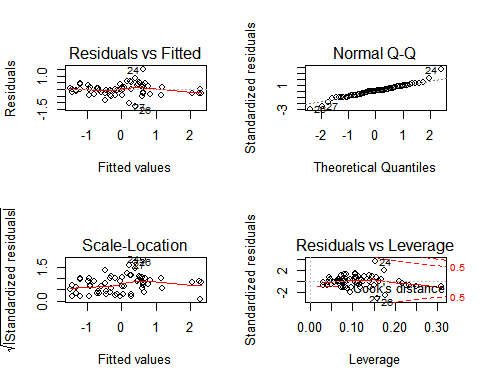 Residuals vs Fitted
Residuals
1.0
-1.5
24
27
28
-1 0 1 2
Fitted values
Normal Q-Q
Standardized residuals
1
-3
24
27
-2 -1 0 1 2
Theoretical Quantiles
Scale-Location
√|Standardized residuals|
1.5
0.0
-1 0 1 2
Fitted values
Residuals vs Leverage
Standardized residuals
2
-2
24
28
Cook's distance
0.5
0.5
0.00 0.10 0.20 0.30
Leverage